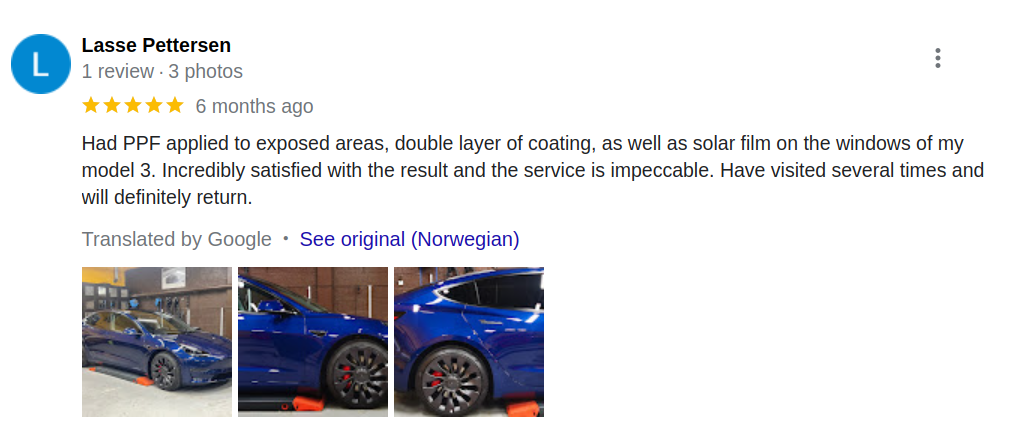 L
Lasse Pettersen
1 review · 3 photos
6 months ago
Had PPF applied to exposed areas, double layer of coating, as well as solar film on the windows of my
model 3. Incredibly satisfied with the result and the service is impeccable. Have visited several times and
will definitely return.
Translated by Google • See original (Norwegian)